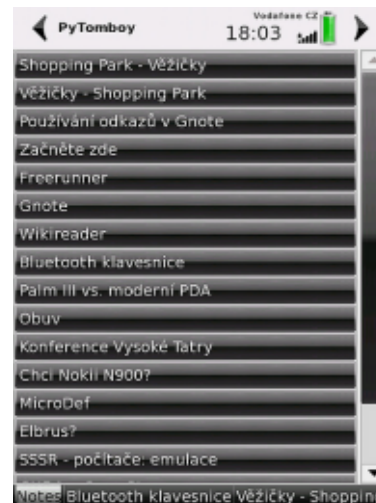 PyTomboy
Vodafone CZ
18:03
Shopping Park - Věžičky
Věžičky - Shopping Park
Používání odkazů v Gnote
Začněte zde
Freerunner
Gnote
Wikireader
Bluetooth klavesnice
Palm III vs. moderní PDA
Obuv
Konference Vysoké Tatry
Chci Nokii N900?
MicroDef
Elbrus?
SSSR - počítače: emulace
Notes Bluetooth klavesnice Věžičky - Shoppin